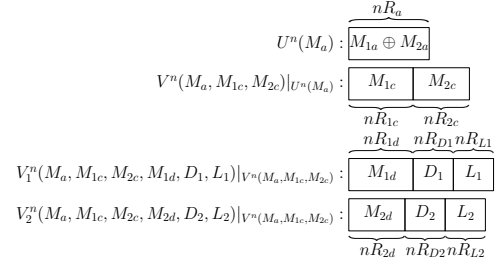 nR_a
U^n(M_a) : M_{1a} ⊕ M_{2a}
V^n(M_a, M_{1c}, M_{2c})|_{U^n(M_a)} : M_{1c} M_{2c}
nR_{1c} nR_{2c}
nR_{1d} nR_{D1} nR_{L1}
V_1^n(M_a, M_{1c}, M_{2c}, M_{1d}, D_1, L_1)|_{V^n(M_a,M_{1c},M_{2c})} : M_{1d} D_1 L_1
V_2^n(M_a, M_{1c}, M_{2c}, M_{2d}, D_2, L_2)|_{V^n(M_a,M_{1c},M_{2c})} : M_{2d} D_2 L_2
nR_{2d} nR_{D2} nR_{L2}